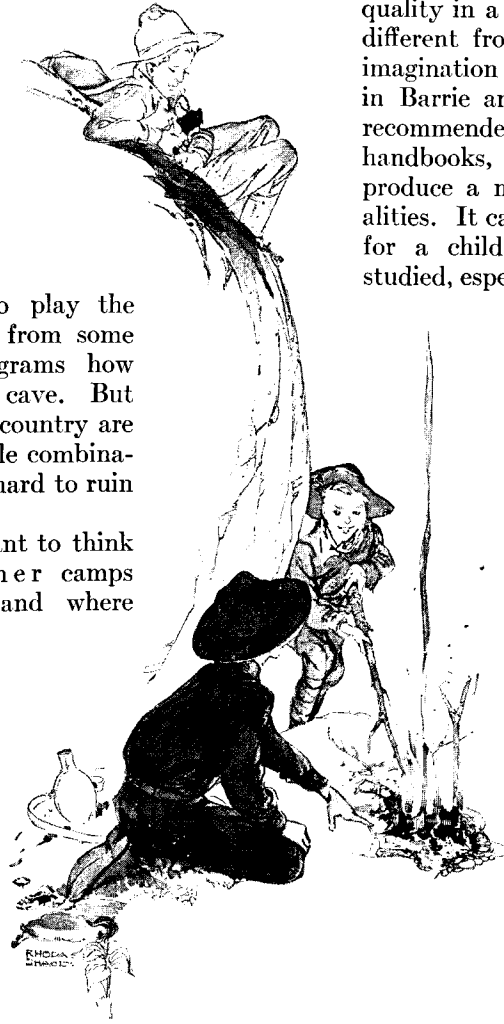 quality in a
different fro
imagination
in Barrie an
recommende
handbooks,
produce a n
alities. It ca
for a child
studied, espe
o play the
from some
grams how
cave. But
country are
le combina-
hard to ruin
nt to think
n e r camps
and where
RHODA
CHASE